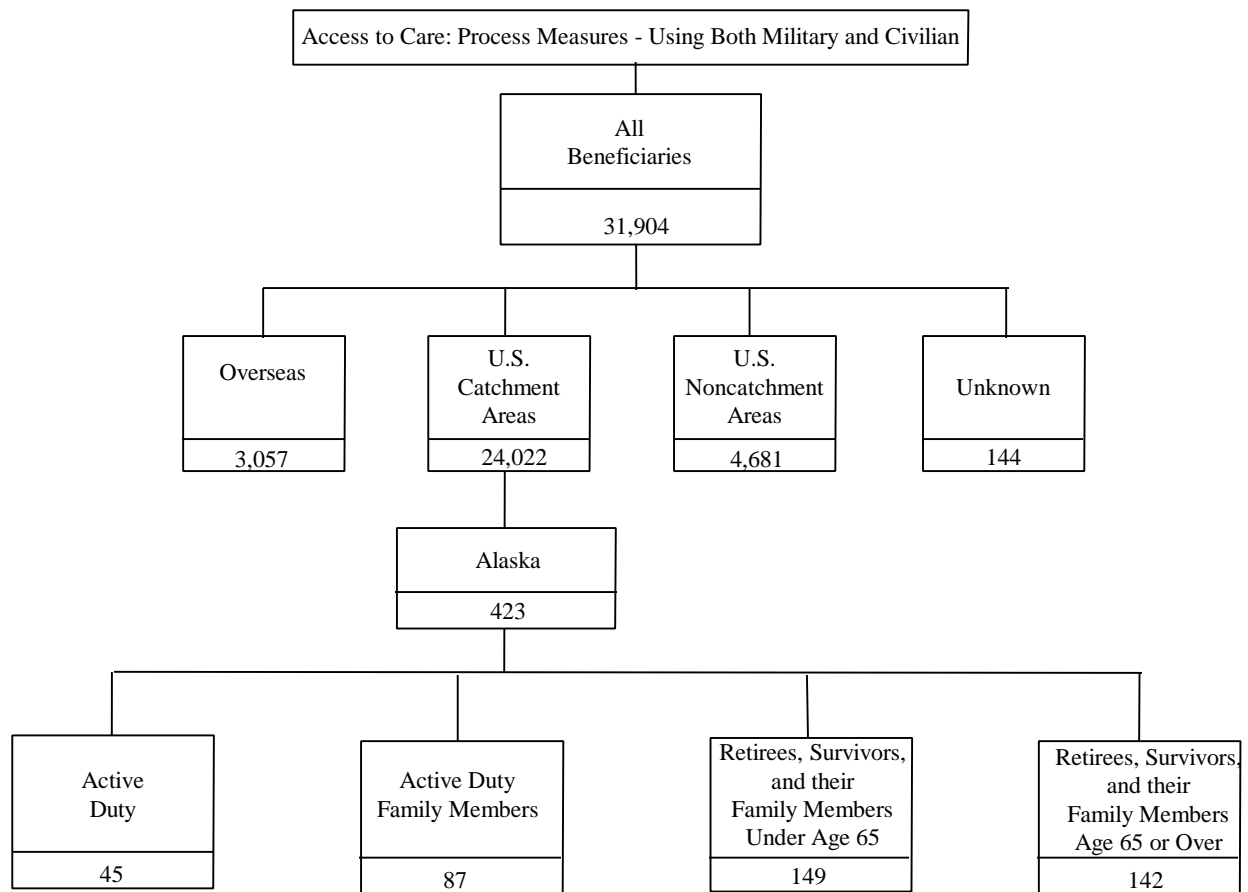 Access to Care: Process Measures - Using Both Military and Civilian
All
Beneficiaries
31,904
Overseas
3,057
U.S.
Catchment
Areas
24,022
U.S.
Noncatchment
Areas
4,681
Unknown
144
Alaska
423
Active
Duty
45
Active Duty
Family Members
87
Retirees, Survivors,
and their
Family Members
Under Age 65
149
Retirees, Survivors,
and their
Family Members
Age 65 or Over
142